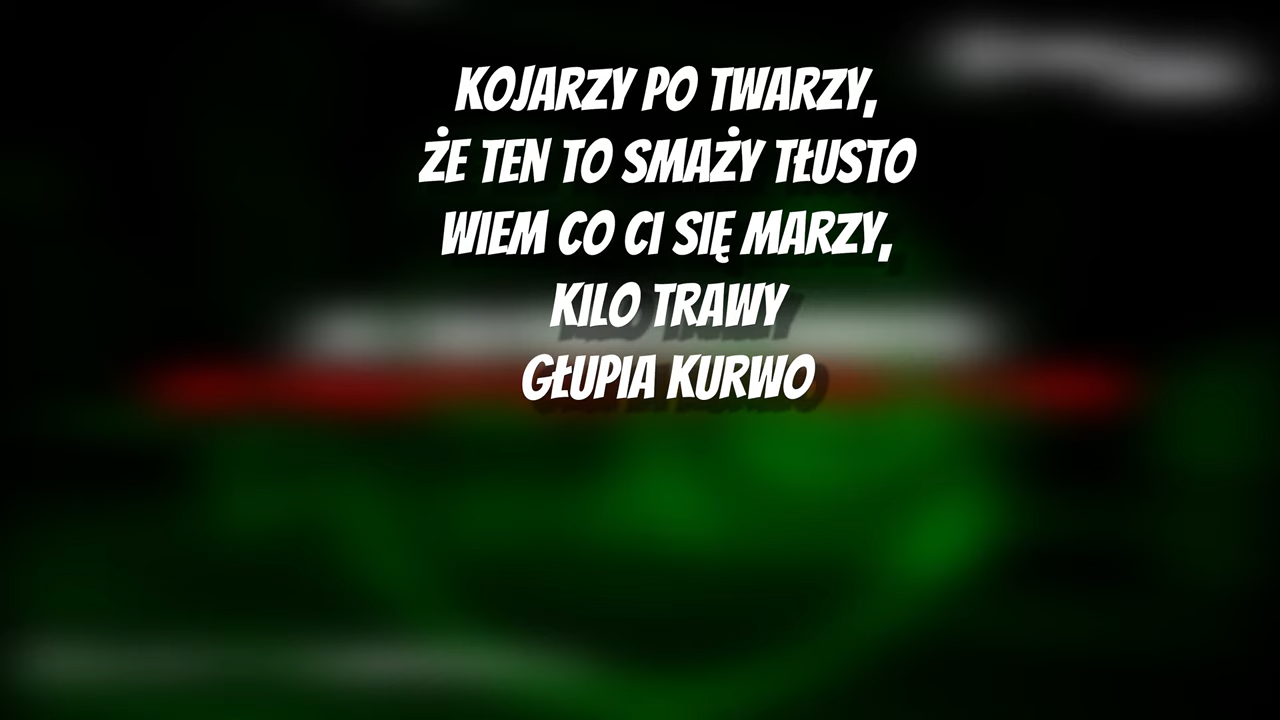 KOJARZY PO TWARZY,
ŻE TEN TO SMAŻY TŁUSTO
WIEM CO CI SIĘ MARZY,
KILO TRAWY
GŁUPIA KURWO